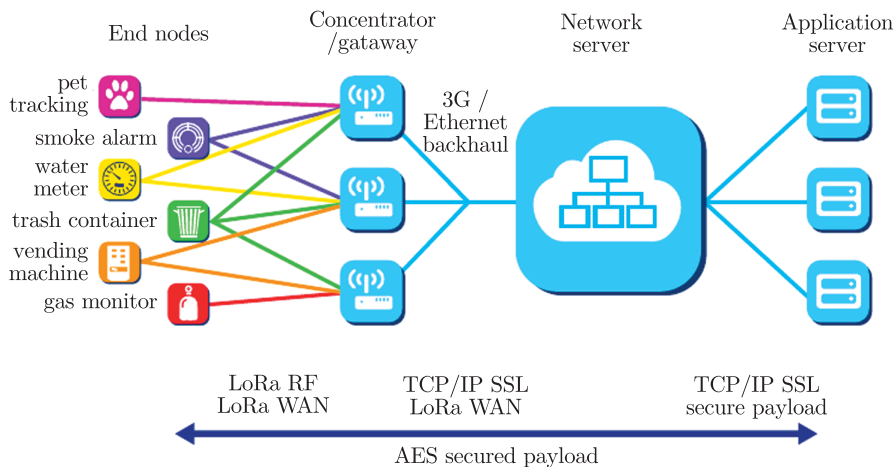 End nodes
Concentrator
/gataway
Network
server
Application
server
pet
tracking
smoke alarm
water
meter
trash container
vending
machine
gas monitor
3G /
Ethernet
backhaul
LoRa RF
LoRa WAN
TCP/IP SSL
LoRa WAN
TCP/IP SSL
secure payload
AES secured payload